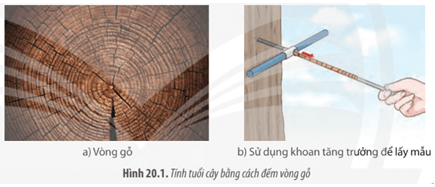 a) Vòng gỗ
b) Sử dụng khoan tăng trưởng để lấy mẫu
Hình 20.1. Tính tuổi cây bằng cách đếm vòng gỗ